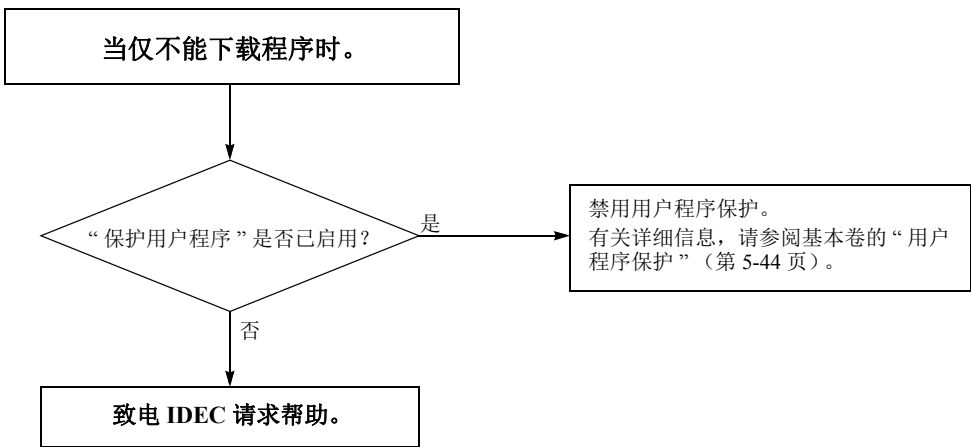 当仅不能下载程序时。
“ 保护用户程序 ” 是否已启用？
是
禁用用户程序保护。
有关详细信息，请参阅基本卷的 “ 用户
程序保护 ” （第 5-44 页）。
否
致电 IDEC 请求帮助。